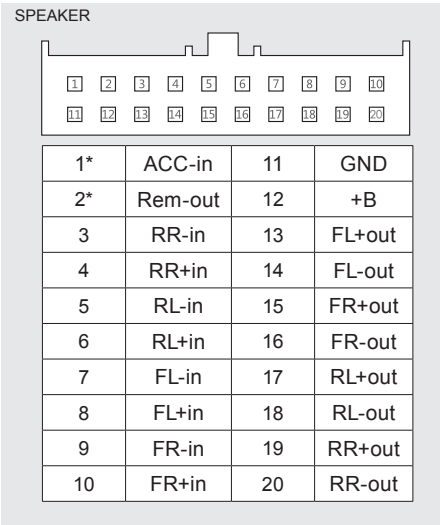 SPEAKER
1 2 3 4 5 6 7 8 9 10
11 12 13 14 15 16 17 18 19 20
1* ACC-in 11 GND
2* Rem-out 12 +B
3 RR-in 13 FL+out
4 RR+in 14 FL-out
5 RL-in 15 FR+out
6 RL+in 16 FR-out
7 FL-in 17 RL+out
8 FL+in 18 RL-out
9 FR-in 19 RR+out
10 FR+in 20 RR-out